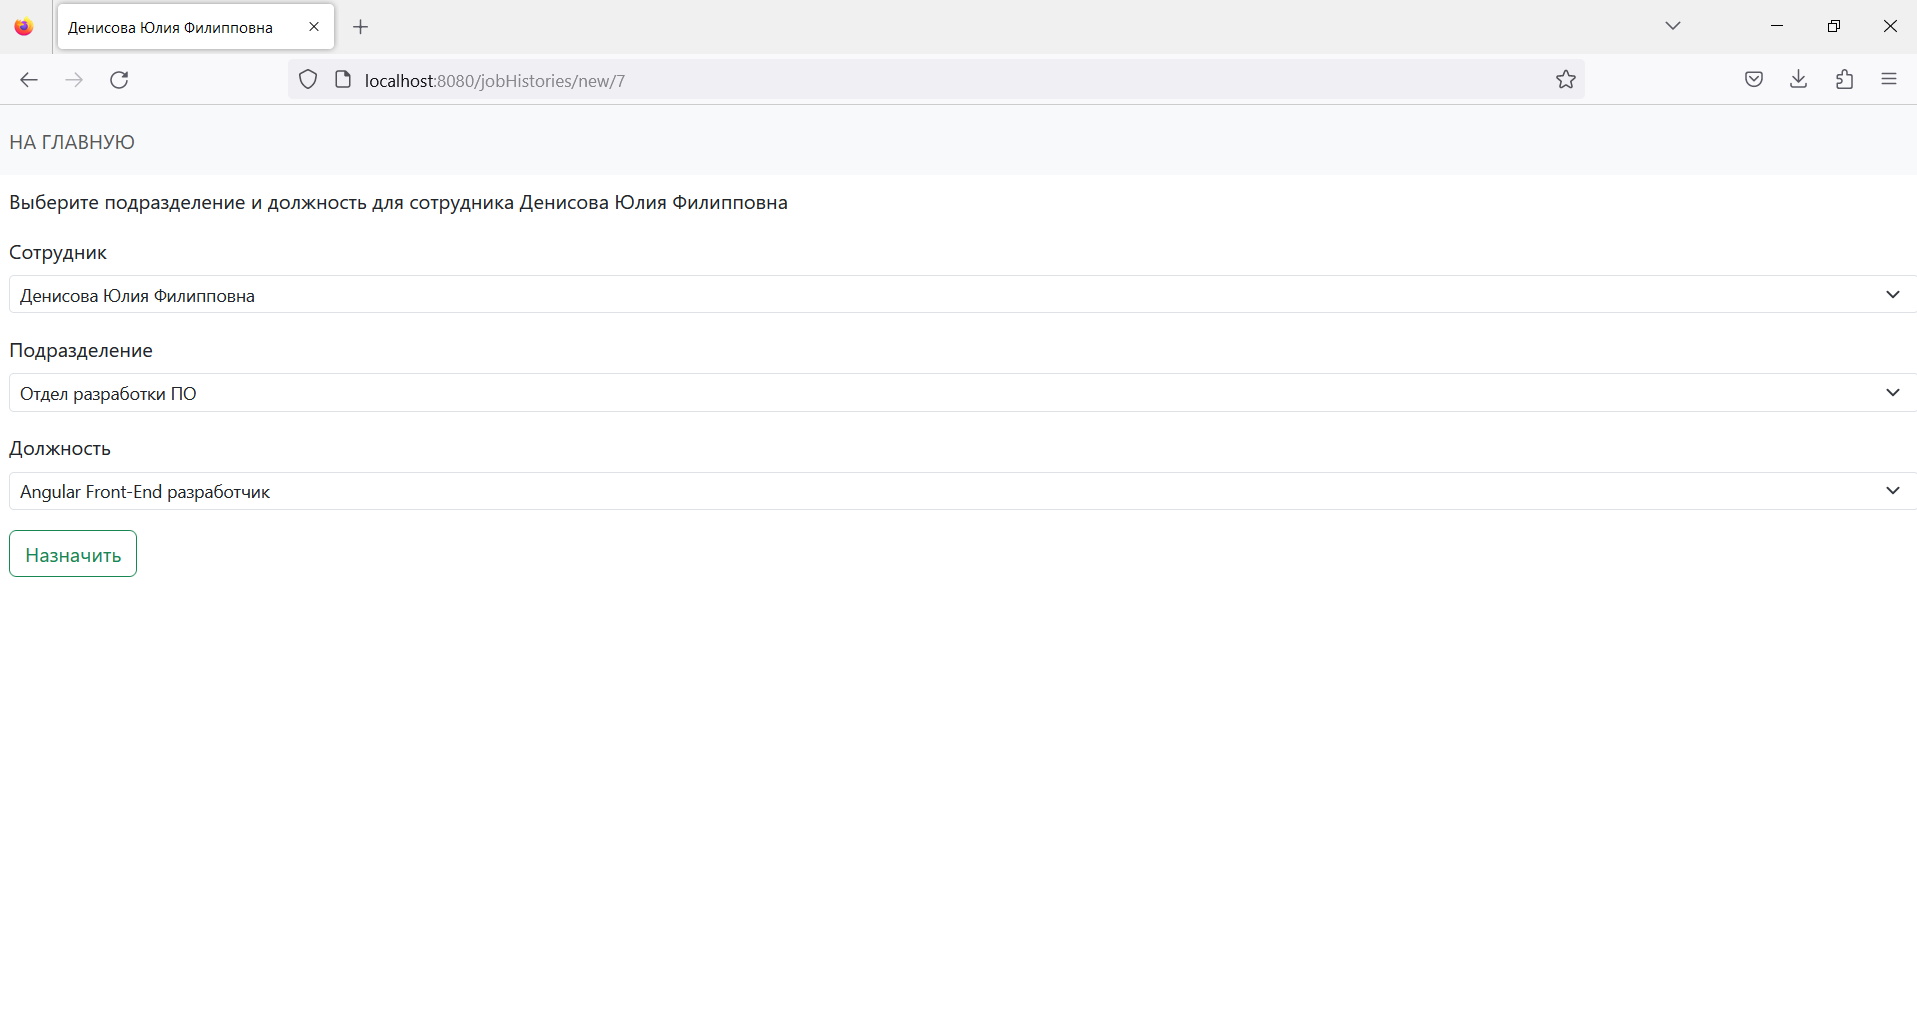 Денисова Юлия Филипповна
localhost:8080/jobHistories/new/7
НА ГЛАВНУЮ
Выберите подразделение и должность для сотрудника Денисова Юлия Филипповна
Сотрудник
Денисова Юлия Филипповна
Подразделение
Отдел разработки ПО
Должность
Angular Front-End разработчик
Назначить